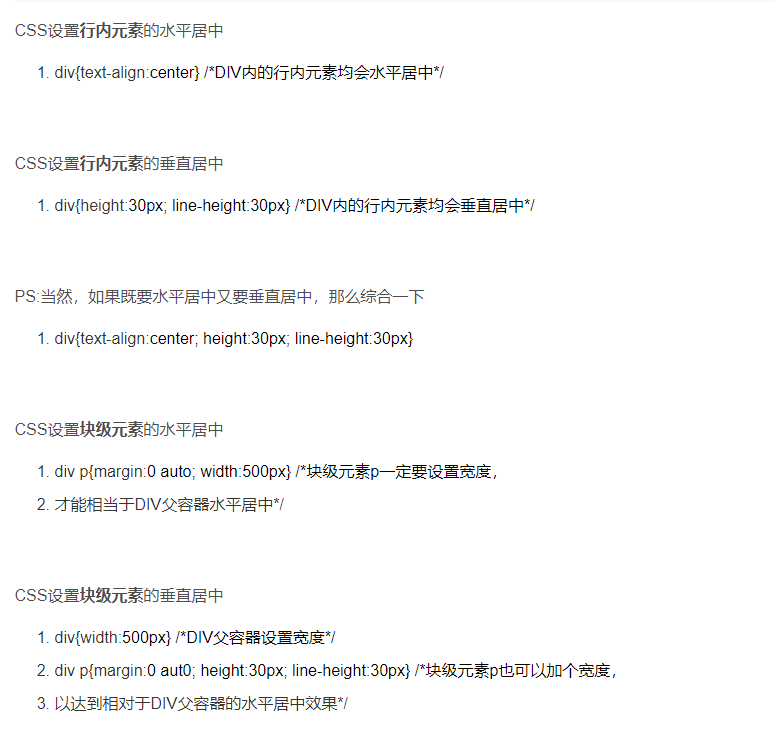 CSS设置行内元素的水平居中
1. div{text-align:center} /*DIV内的行内元素均会水平居中*/
CSS设置行内元素的垂直居中
1. div{height:30px; line-height:30px} /*DIV内的行内元素均会垂直居中*/
PS:当然，如果既要水平居中又要垂直居中，那么综合一下
1. div{text-align:center; height:30px; line-height:30px}
CSS设置块级元素的水平居中
1. div p{margin:0 auto; width:500px} /*块级元素p一定要设置宽度，
2. 才能相当于DIV父容器水平居中*/
CSS设置块级元素的垂直居中
1. div{width:500px} /*DIV父容器设置宽度*/
2. div p{margin:0 aut0; height:30px; line-height:30px} /*块级元素p也可以加个宽度，
3. 以达到相对于DIV父容器的水平居中效果*/